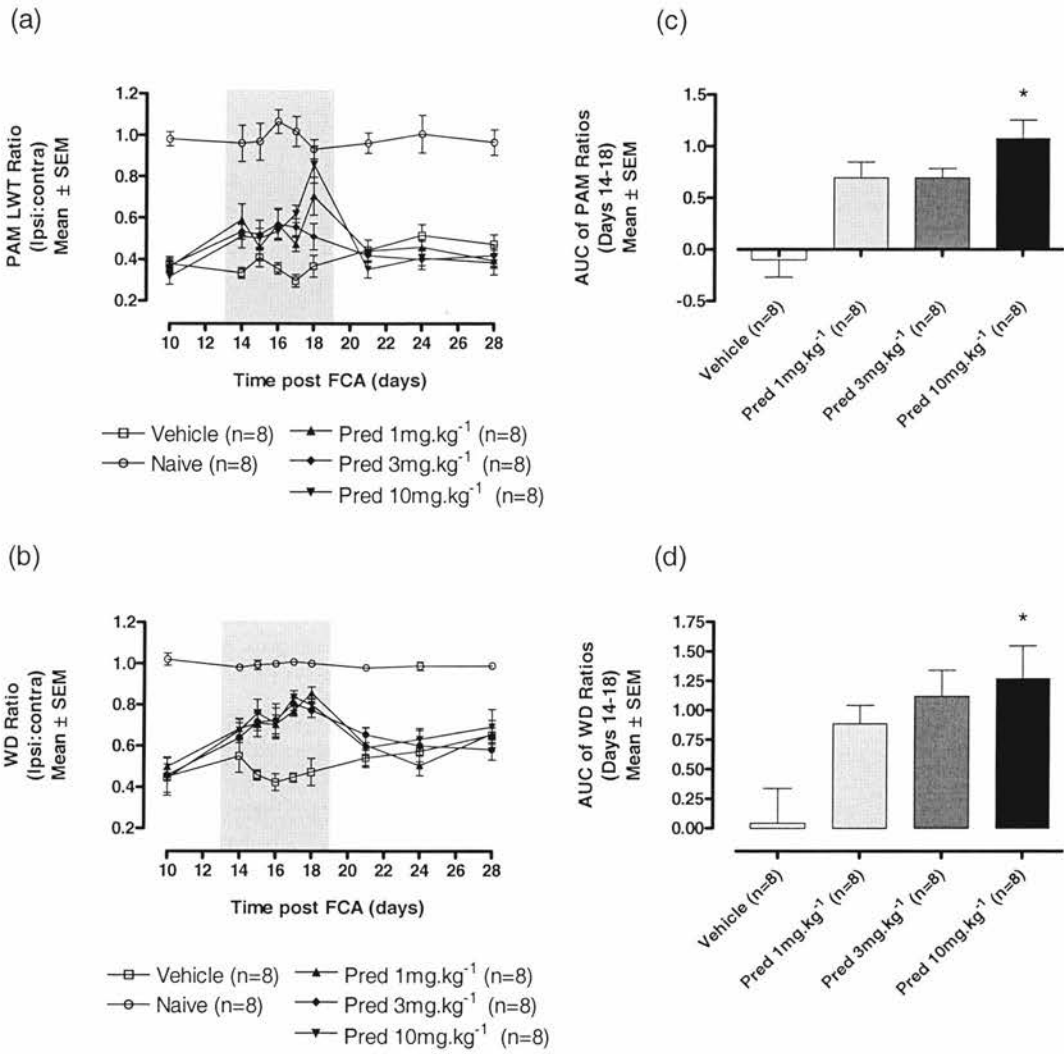 (a)
PAM LWT Ratio
(Ipsi:contra)
Mean ± SEM
1.2
1.0
0.8
0.6
0.4
0.2
10 12 14 16 18 20 22 24 26 28
Time post FCA (days)
Vehicle (n=8)
Naive (n=8)
Pred 1mg.kg⁻¹ (n=8)
Pred 3mg.kg⁻¹ (n=8)
Pred 10mg.kg⁻¹ (n=8)
(c)
AUC of PAM Ratios
(Days 14-18)
Mean ± SEM
1.5
1.0
0.5
0.0
-0.5
*
Vehicle (n=8)
Pred 1mg.kg⁻¹ (n=8)
Pred 3mg.kg⁻¹ (n=8)
Pred 10mg.kg⁻¹ (n=8)
(b)
WD Ratio
(Ipsi:contra)
Mean ± SEM
1.2
1.0
0.8
0.6
0.4
0.2
10 12 14 16 18 20 22 24 26 28
Time post FCA (days)
Vehicle (n=8)
Naive (n=8)
Pred 1mg.kg⁻¹ (n=8)
Pred 3mg.kg⁻¹ (n=8)
Pred 10mg.kg⁻¹ (n=8)
(d)
AUC of WD Ratios
(Days 14-18)
Mean ± SEM
1.75
1.50
1.25
1.00
0.75
0.50
0.25
0.00
*
Vehicle (n=8)
Pred 1mg.kg⁻¹ (n=8)
Pred 3mg.kg⁻¹ (n=8)
Pred 10mg.kg⁻¹ (n=8)